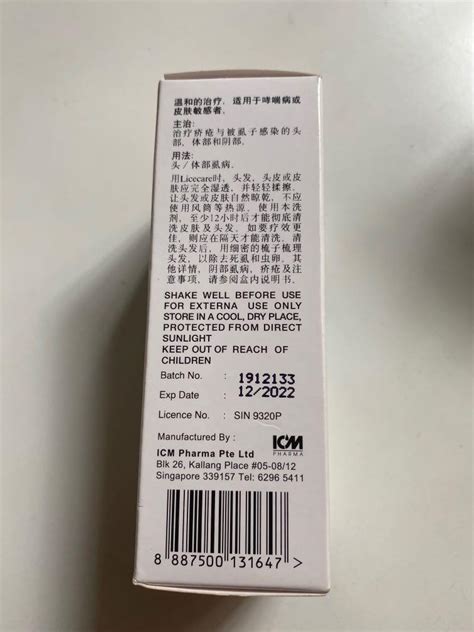 温和的治疗，适用于哮喘病或
皮肤敏感者。
主治:
治疗疥疮与被虱子感染的头
部，体部和阴部。
用法:
头/体部虱病。
用Licecare时，头发，头皮或皮
肤应完全湿透，并轻轻揉擦。
让头发或皮肤自然晾乾，不应
使用风筒等热源。使用本洗
剂，至少12小时后才能彻底清
洗皮肤及头发。如要疗效更
佳，则应在隔天才能清洗。清
洗头发后，用细密的梳子梳理
头发，以除去死虱和虫卵。其
他详情，阴部虱病，疥疮及注
意事项，请参阅盒内说明书。
SHAKE WELL BEFORE USE
FOR EXTERNA USE ONLY
STORE IN A COOL, DRY PLACE,
PROTECTED FROM DIRECT
SUNLIGHT
KEEP OUT OF REACH OF
CHILDREN
Batch No. : 1912133
Exp Date : 12/2022
Licence No. : SIN 9320P
Manufactured By :
ICM PHARMA
ICM Pharma Pte Ltd
Blk 26, Kallang Place #05-08/12
Singapore 339157 Tel: 6296 5411
8 887500 131647 >